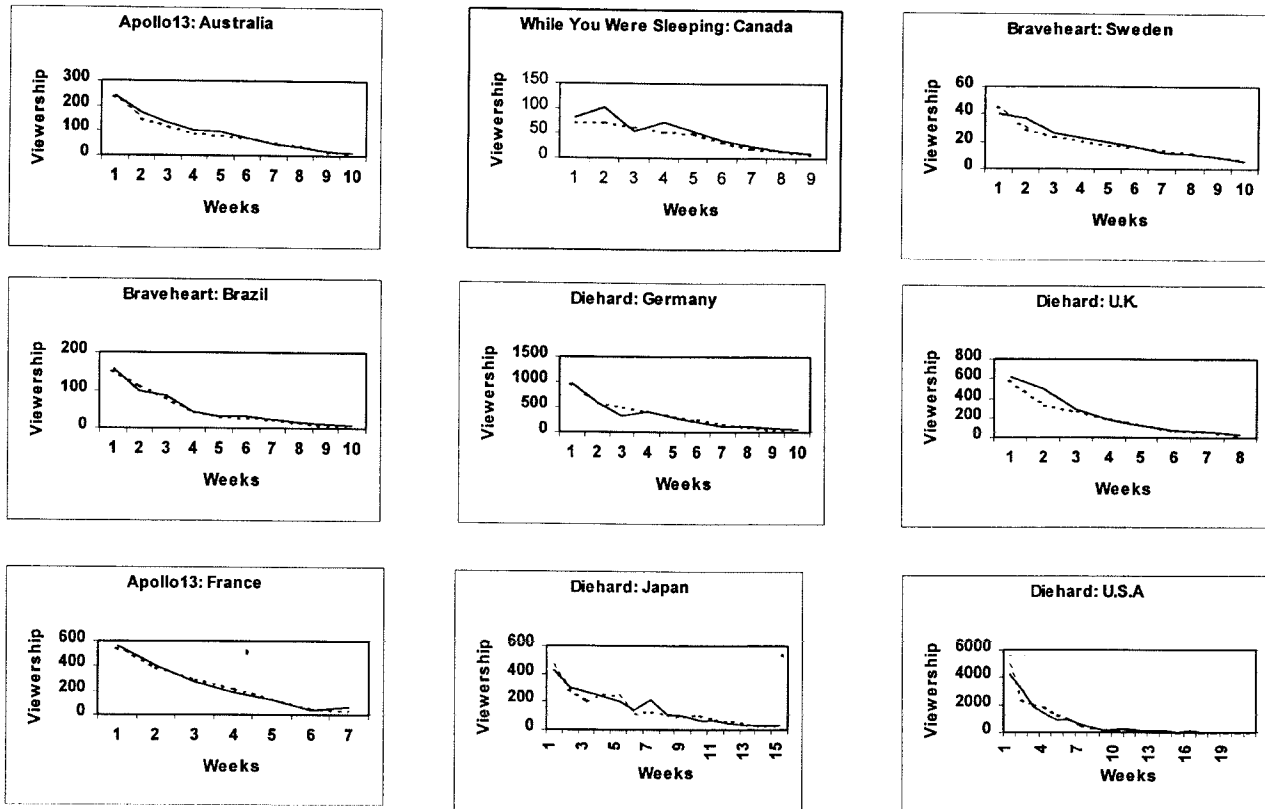 Apollo13: Australia
Viewership
300
200
100
0
1 2 3 4 5 6 7 8 9 10
Weeks
While You Were Sleeping: Canada
Viewership
150
100
50
0
1 2 3 4 5 6 7 8 9
Weeks
Braveheart: Sweden
Viewership
60
40
20
0
1 2 3 4 5 6 7 8 9 10
Weeks
Braveheart: Brazil
Viewership
200
100
0
1 2 3 4 5 6 7 8 9 10
Weeks
Diehard: Germany
Viewership
1500
1000
500
0
1 2 3 4 5 6 7 8 9 10
Weeks
Diehard: U.K.
Viewership
800
600
400
200
0
1 2 3 4 5 6 7 8
Weeks
Apollo13: France
Viewership
600
400
200
0
1 2 3 4 5 6 7
Weeks
Diehard: Japan
Viewership
600
400
200
0
1 3 5 7 9 11 13 15
Weeks
Diehard: U.S.A
Viewership
6000
4000
2000
0
1 4 7 10 13 16 19
Weeks